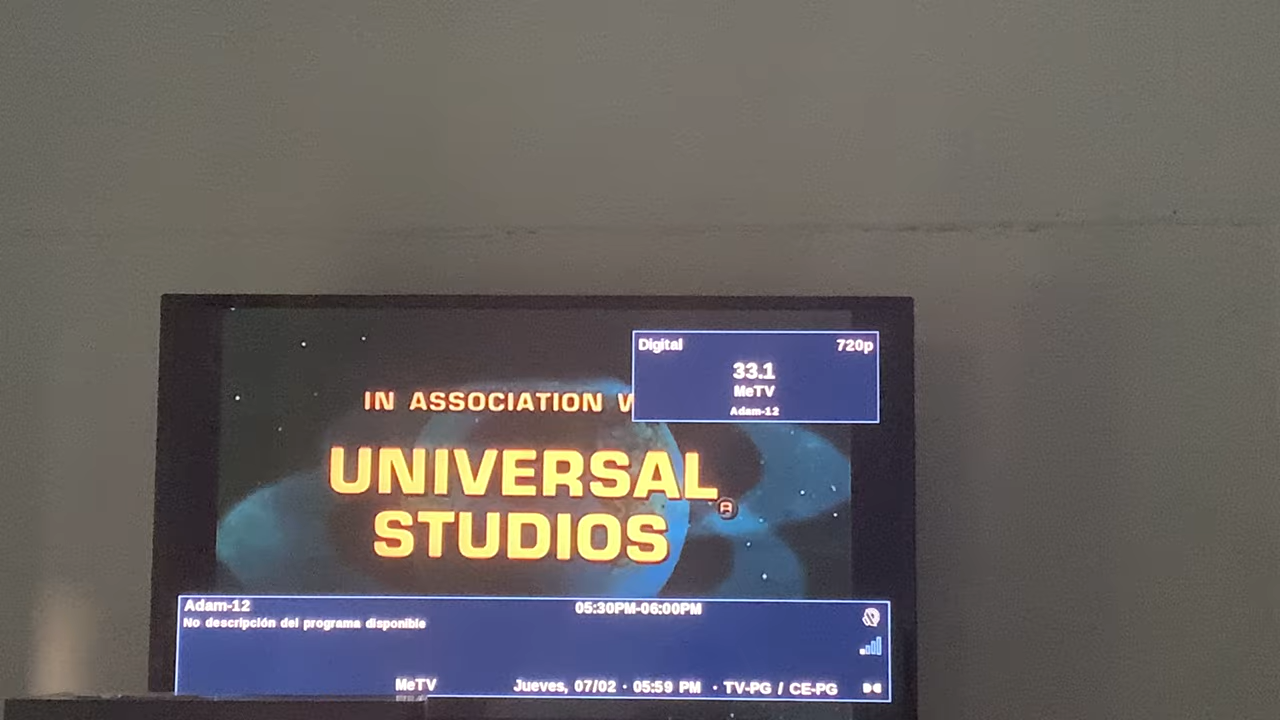 Digital 720p
33.1
MeTV
Adam-12
IN ASSOCIATION
UNIVERSAL
STUDIOS
®
Adam-12 05:30PM-06:00PM
No descripción del programa disponible
MeTV Jueves, 07/02 · 05:59 PM · TV-PG / CE-PG